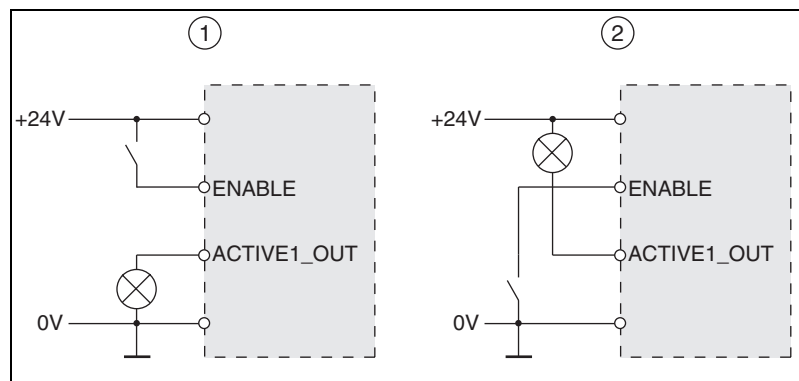 1
2
+24V
ENABLE
ACTIVE1_OUT
0V
+24V
ENABLE
ACTIVE1_OUT
0V